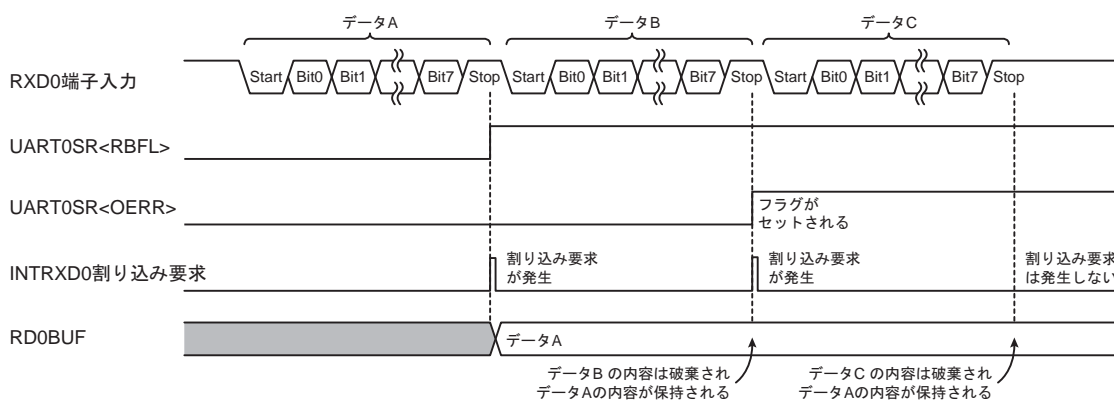 データA データB データC
RXD0端子入力 Start Bit0 Bit1 Bit7 Stop Start Bit0 Bit1 Bit7 Stop Start Bit0 Bit1 Bit7 Stop
UART0SR<RBFL>
UART0SR<OERR>
フラグが
セットされる
INTRXD0割り込み要求
割り込み要求
が発生
割り込み要求
が発生
割り込み要求
は発生しない
RD0BUF
データA
データB の内容は破棄され
データAの内容が保持される
データC の内容は破棄され
データAの内容が保持される